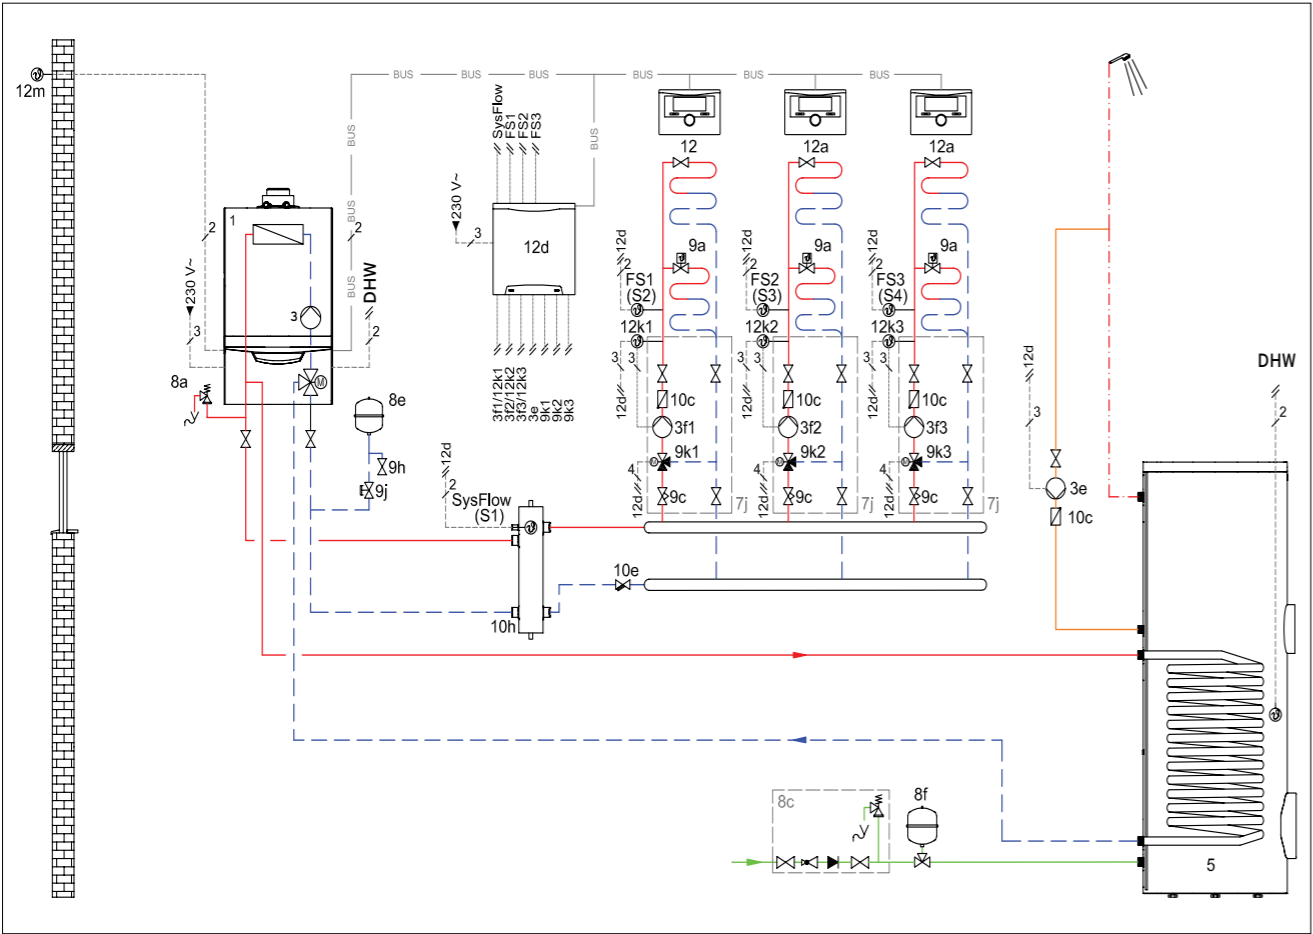 12m
BUS BUS BUS BUS BUS BUS
BUS
BUS
BUS
BUS
SysFlow
FS1
FS2
FS3
230 V~
3
12d
3f1/12k1
3f2/12k2
3f3/12k3
3e
9k1
9k2
9k3
12
12a
12a
1
2
2
230 V~
3
3
DHW
2
8a
M
8e
9h
9j
12d
2
FS1
(S2)
9a
12k1
3
3
12d
10c
3f1
9k1
M
4
12d
9c
7j
12d
2
FS2
(S3)
9a
12k2
3
3
12d
10c
3f2
9k2
M
4
12d
9c
7j
12d
2
FS3
(S4)
9a
12k3
3
3
12d
10c
3f3
9k3
M
4
12d
9c
7j
12d
2
SysFlow
(S1)
10e
10h
12d
3
3e
10c
DHW
2
8c
8f
5